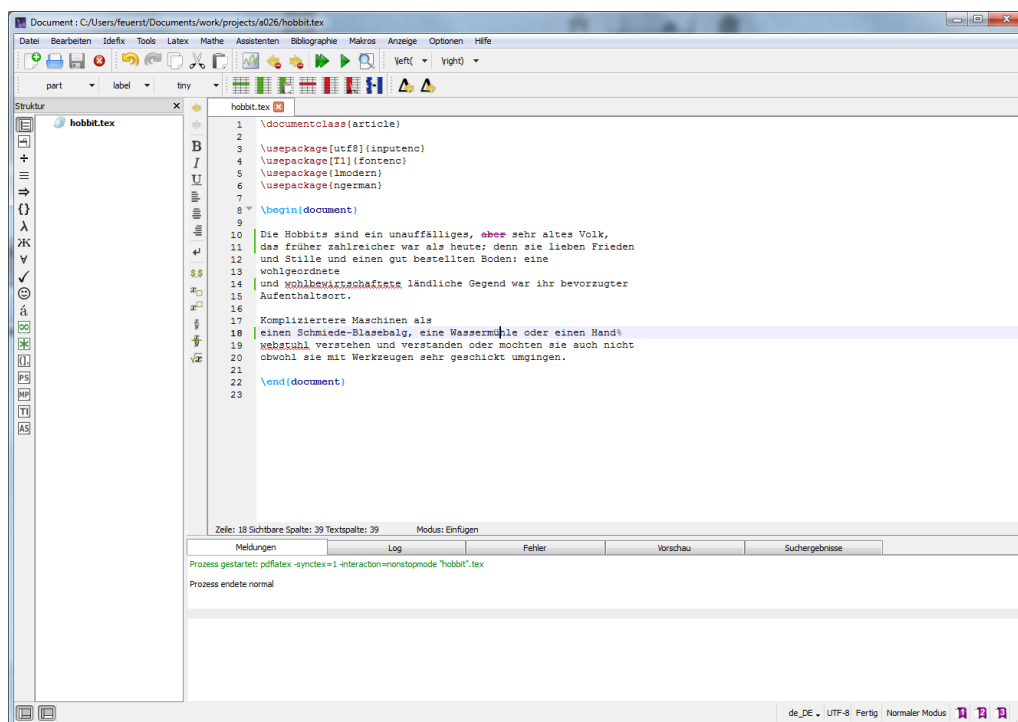 Document : C:/Users/feuerst/Documents/work/projects/a026/hobbit.tex
Datei Bearbeiten Idefix Tools Latex Mathe Assistenten Bibliographie Makros Anzeige Optionen Hilfe
\left( \right)
part label tiny
Struktur
hobbit.tex
hobbit.tex
1 \documentclass{article}
2
3 \usepackage[utf8]{inputenc}
4 \usepackage[T1]{fontenc}
5 \usepackage{lmodern}
6 \usepackage{ngerman}
7
8 \begin{document}
9
10 Die Hobbits sind ein unauffälliges, aber sehr altes Volk,
11 das früher zahlreicher war als heute; denn sie lieben Frieden
12 und Stille und einen gut bestellten Boden: eine
13 wohlgeordnete
14 und wohlbewirtschaftete ländliche Gegend war ihr bevorzugter
15 Aufenthaltsort.
16
17 Kompliziertere Maschinen als
18 einen Schmiede-Blasebalg, eine Wassermühle oder einen Hand%
19 webstuhl verstehen und verstanden oder mochten sie auch nicht
20 obwohl sie mit Werkzeugen sehr geschickt umgingen.
21
22 \end{document}
23
B
I
U
$,$
{}
λ
Ж
∀
á
∞
PS
MP
TI
AS
Zeile: 18 Sichtbare Spalte: 39 Textspalte: 39 Modus: Einfügen
Meldungen Log Fehler Vorschau Suchergebnisse
Prozess gestartet: pdflatex -synctex=1 -interaction=nonstopmode "hobbit".tex
Prozess endete normal
de_DE UTF-8 Fertig Normaler Modus 1 2 3